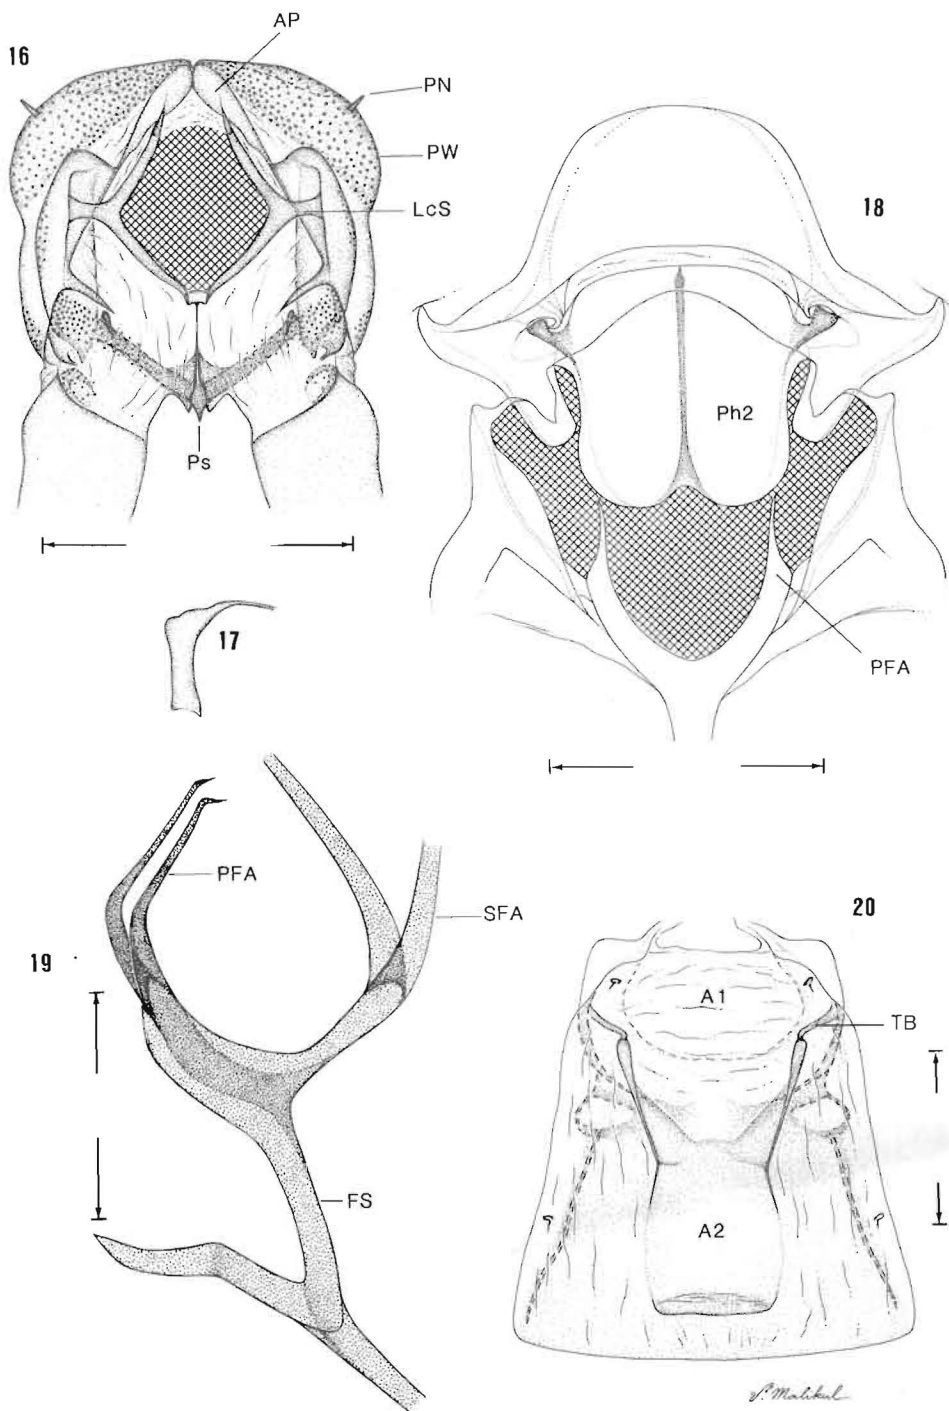 AP
16
PN
PW
LcS
18
Ps
Ph2
17
PFA
PFA
SFA
20
19
A1
TB
FS
A2
V. Malikul